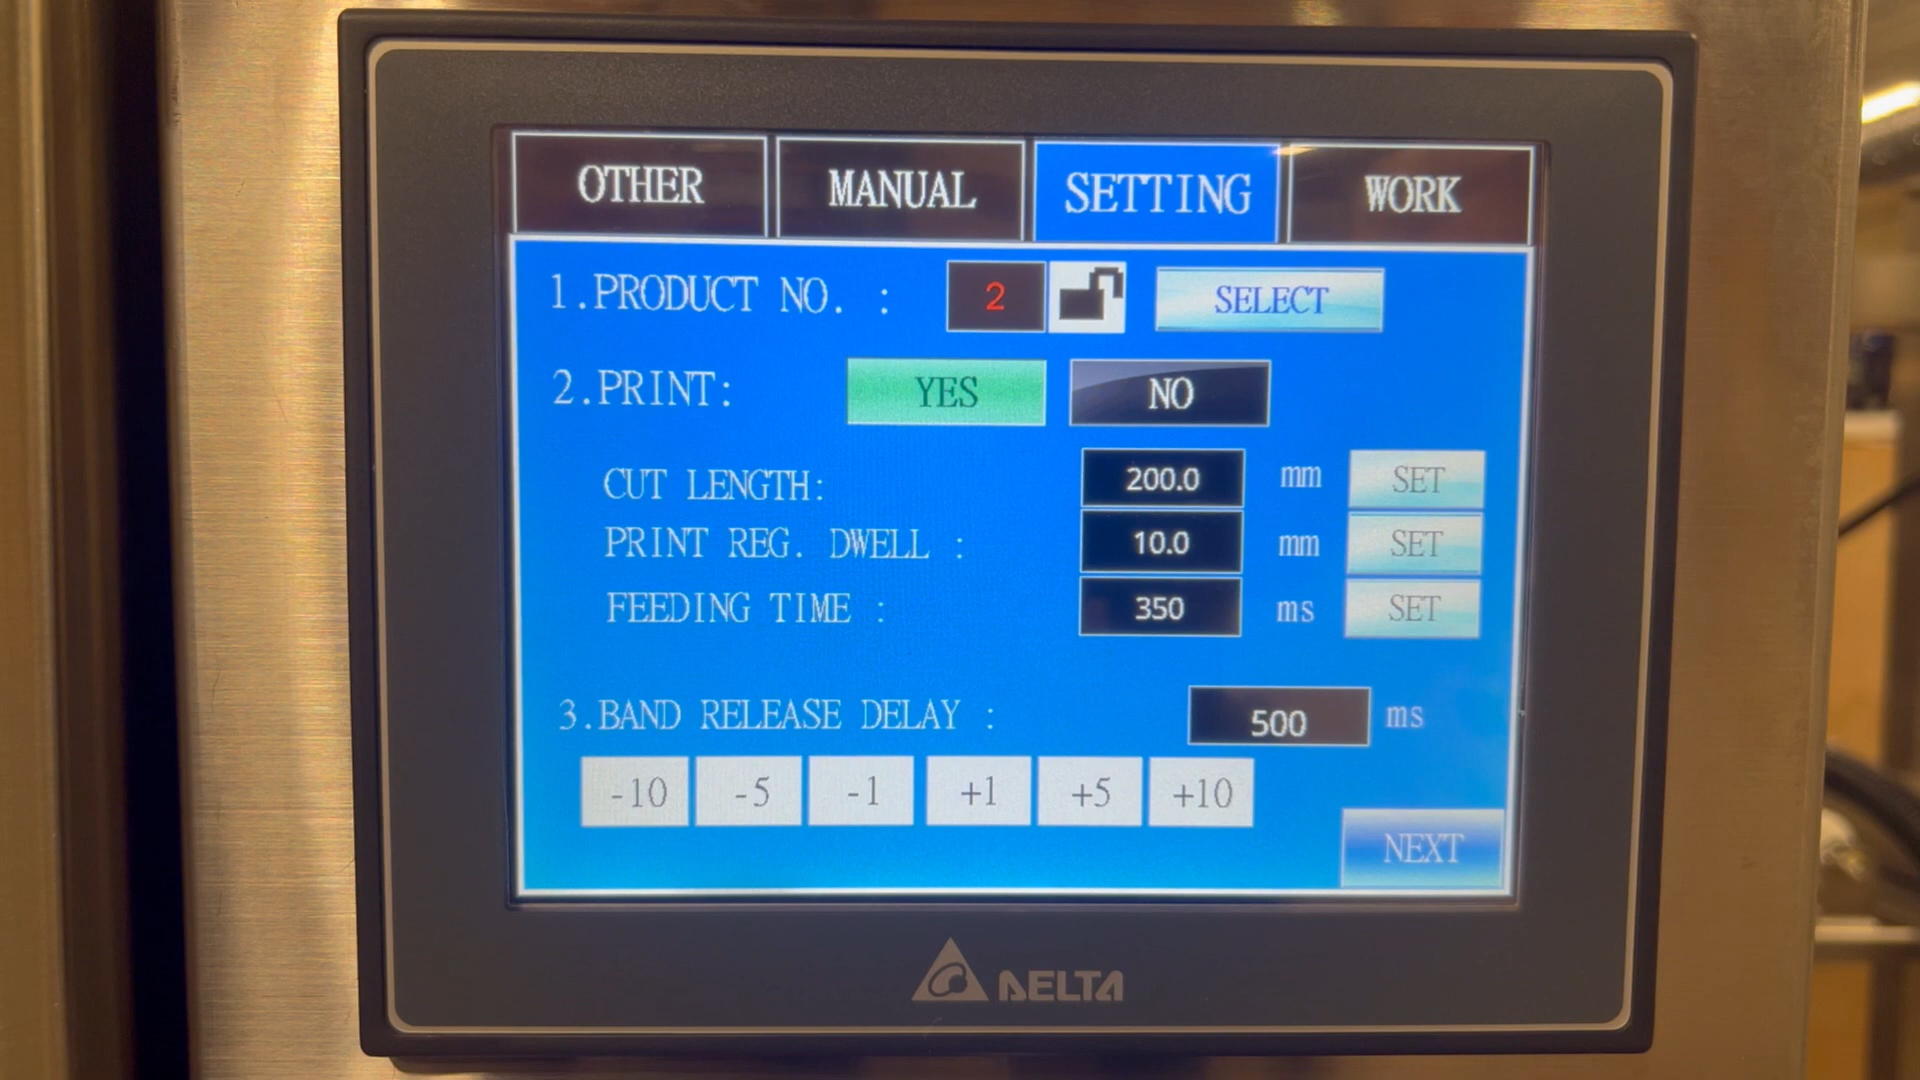 OTHER MANUAL SETTING WORK
1.PRODUCT NO. : 2 SELECT
2.PRINT: YES NO
CUT LENGTH: 200.0 mm SET
PRINT REG. DWELL : 10.0 mm SET
FEEDING TIME : 350 ms SET
3.BAND RELEASE DELAY : 500 ms
-10 -5 -1 +1 +5 +10
NEXT
DELTA